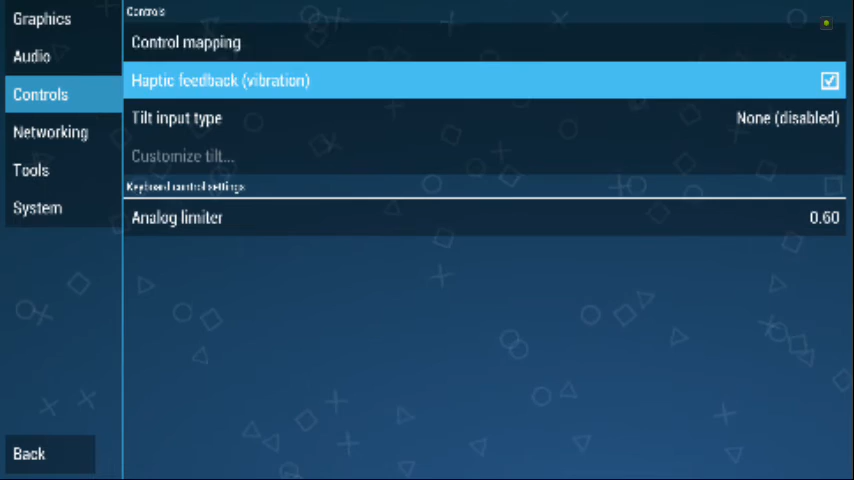 Graphics
Audio
Controls
Networking
Tools
System
Back
Controls
Control mapping
Haptic feedback (vibration)
Tilt input type None (disabled)
Customize tilt...
Keyboard control settings
Analog limiter 0.60